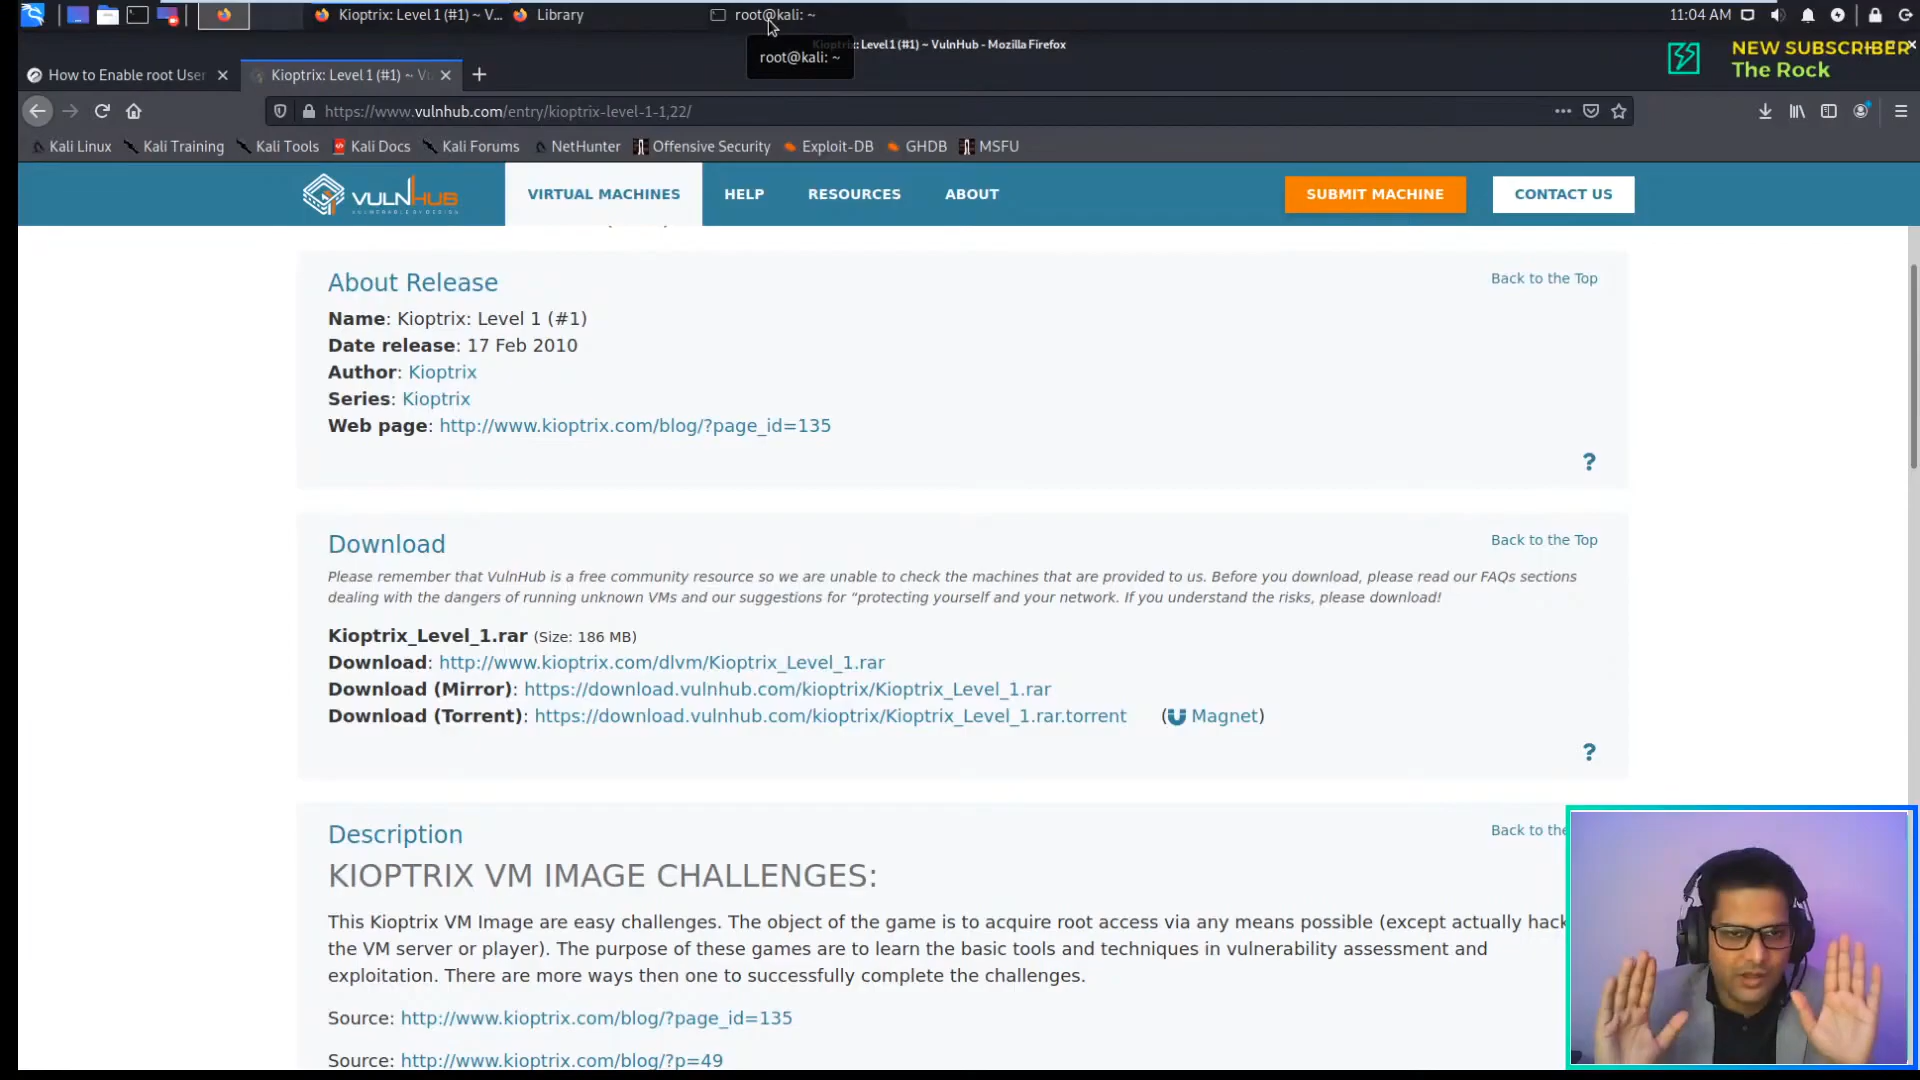 Kioptrix: Level 1 (#1) ~ V...
Library
root@kali: ~
11:04 AM
: Level 1 (#1) ~ VulnHub - Mozilla Firefox
root@kali: ~
NEW SUBSCRIBER
The Rock
How to Enable root User
Kioptrix: Level 1 (#1) ~ Vu
https://www.vulnhub.com/entry/kioptrix-level-1-1,22/
Kali Linux
Kali Training
Kali Tools
Kali Docs
Kali Forums
NetHunter
Offensive Security
Exploit-DB
GHDB
MSFU
VULNHUB
VULNERABLE BY DESIGN
VIRTUAL MACHINES
HELP
RESOURCES
ABOUT
SUBMIT MACHINE
CONTACT US
About Release
Back to the Top
Name: Kioptrix: Level 1 (#1)
Date release: 17 Feb 2010
Author: Kioptrix
Series: Kioptrix
Web page: http://www.kioptrix.com/blog/?page_id=135
?
Download
Back to the Top
Please remember that VulnHub is a free community resource so we are unable to check the machines that are provided to us. Before you download, please read our FAQs sections
dealing with the dangers of running unknown VMs and our suggestions for “protecting yourself and your network. If you understand the risks, please download!
Kioptrix_Level_1.rar (Size: 186 MB)
Download: http://www.kioptrix.com/dlvm/Kioptrix_Level_1.rar
Download (Mirror): https://download.vulnhub.com/kioptrix/Kioptrix_Level_1.rar
Download (Torrent): https://download.vulnhub.com/kioptrix/Kioptrix_Level_1.rar.torrent (Magnet)
?
Description
Back to the
KIOPTRIX VM IMAGE CHALLENGES:
This Kioptrix VM Image are easy challenges. The object of the game is to acquire root access via any means possible (except actually hack
the VM server or player). The purpose of these games are to learn the basic tools and techniques in vulnerability assessment and
exploitation. There are more ways then one to successfully complete the challenges.
Source: http://www.kioptrix.com/blog/?page_id=135
Source: http://www.kioptrix.com/blog/?p=49